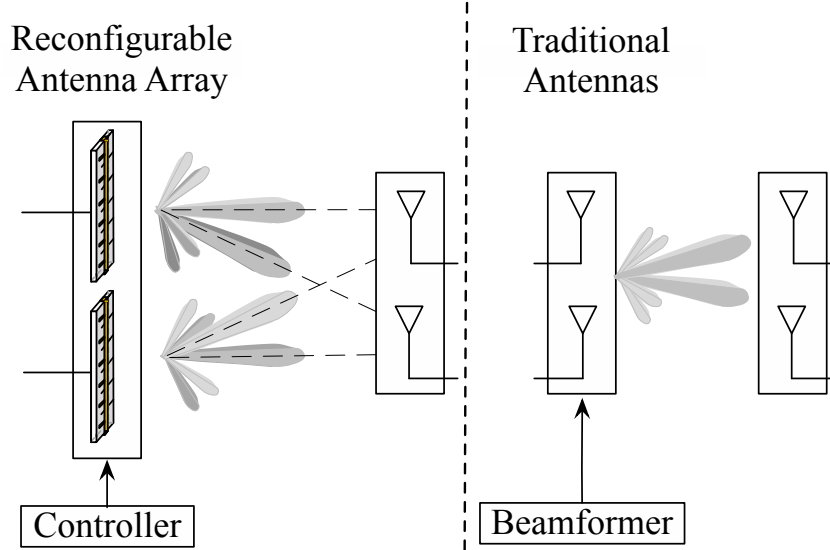 Reconfigurable
Antenna Array
Traditional
Antennas
Controller
Beamformer